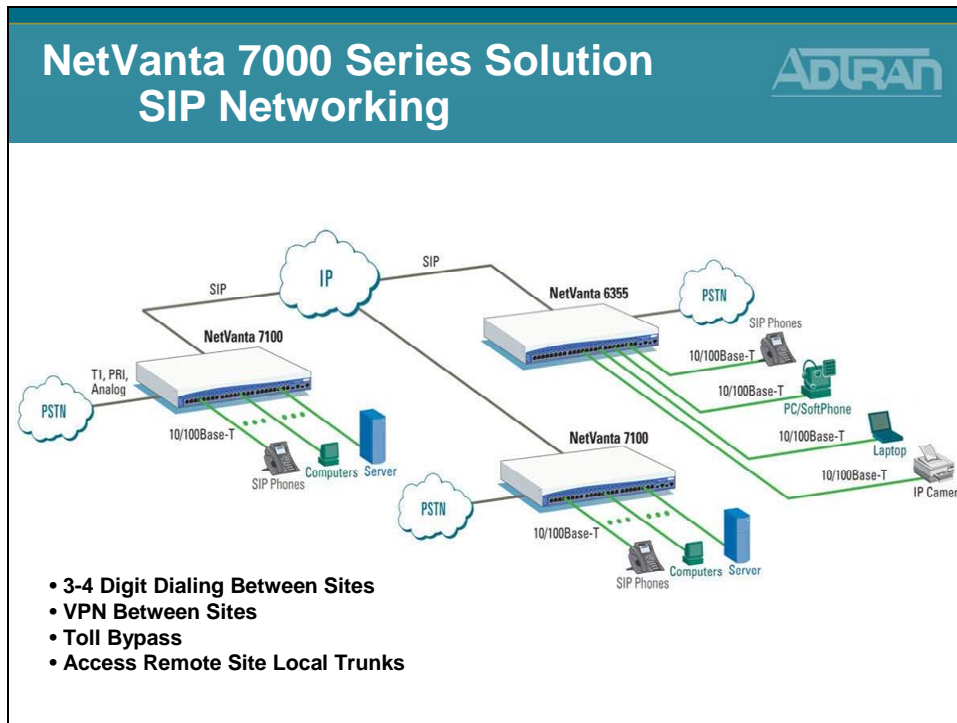 NetVanta 7000 Series Solution
SIP Networking
ADTRAN
IP
SIP
SIP
NetVanta 6355
PSTN
SIP Phones
10/100Base-T
10/100Base-T
PC/SoftPhone
10/100Base-T
Laptop
10/100Base-T
IP Camer
NetVanta 7100
T1, PRI,
Analog
PSTN
10/100Base-T
SIP Phones
Computers
Server
NetVanta 7100
PSTN
10/100Base-T
SIP Phones
Computers
Server
• 3-4 Digit Dialing Between Sites
• VPN Between Sites
• Toll Bypass
• Access Remote Site Local Trunks